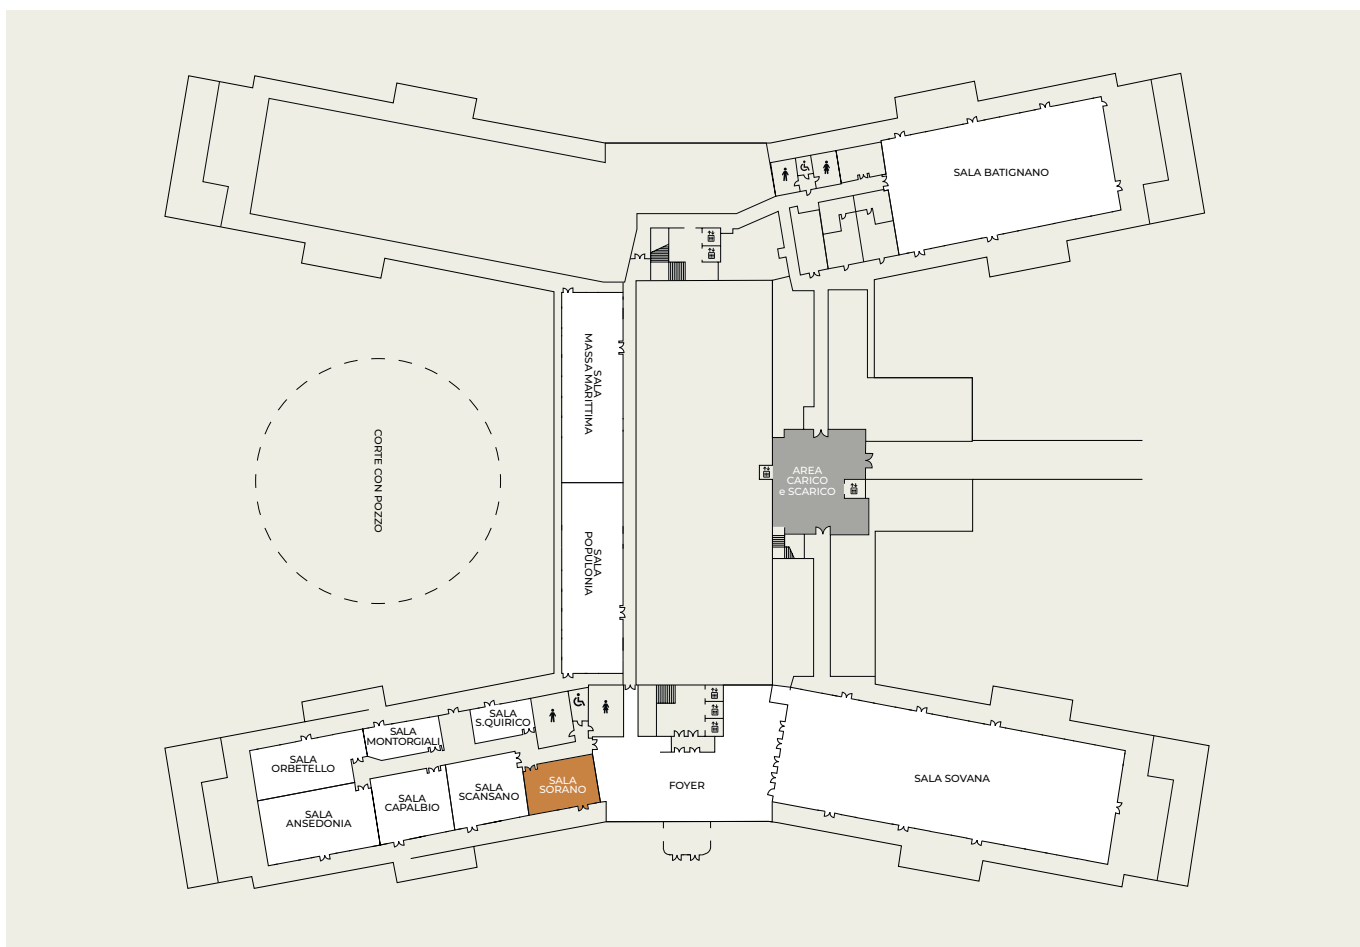 SALA BATIGNANO
SALA
MASSA MARITTIMA
CORTE CON POZZO
AREA
CARICO
e SCARICO
SALA
POPULONIA
SALA
S.QUIRICO
SALA
MONTORGIALI
SALA
ORBETELLO
SALA
ANSEDONIA
SALA
CAPALBIO
SALA
SCANSANO
SALA
SORANO
FOYER
SALA SOVANA